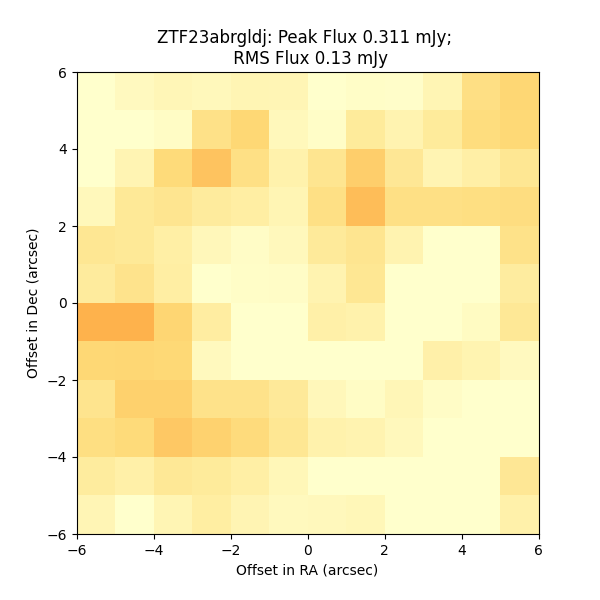 ZTF23abrgldj: Peak Flux 0.311 mJy;
RMS Flux 0.13 mJy
6
4
2
0
−2
−4
−6
Offset in Dec (arcsec)
−6 −4 −2 0 2 4 6
Offset in RA (arcsec)